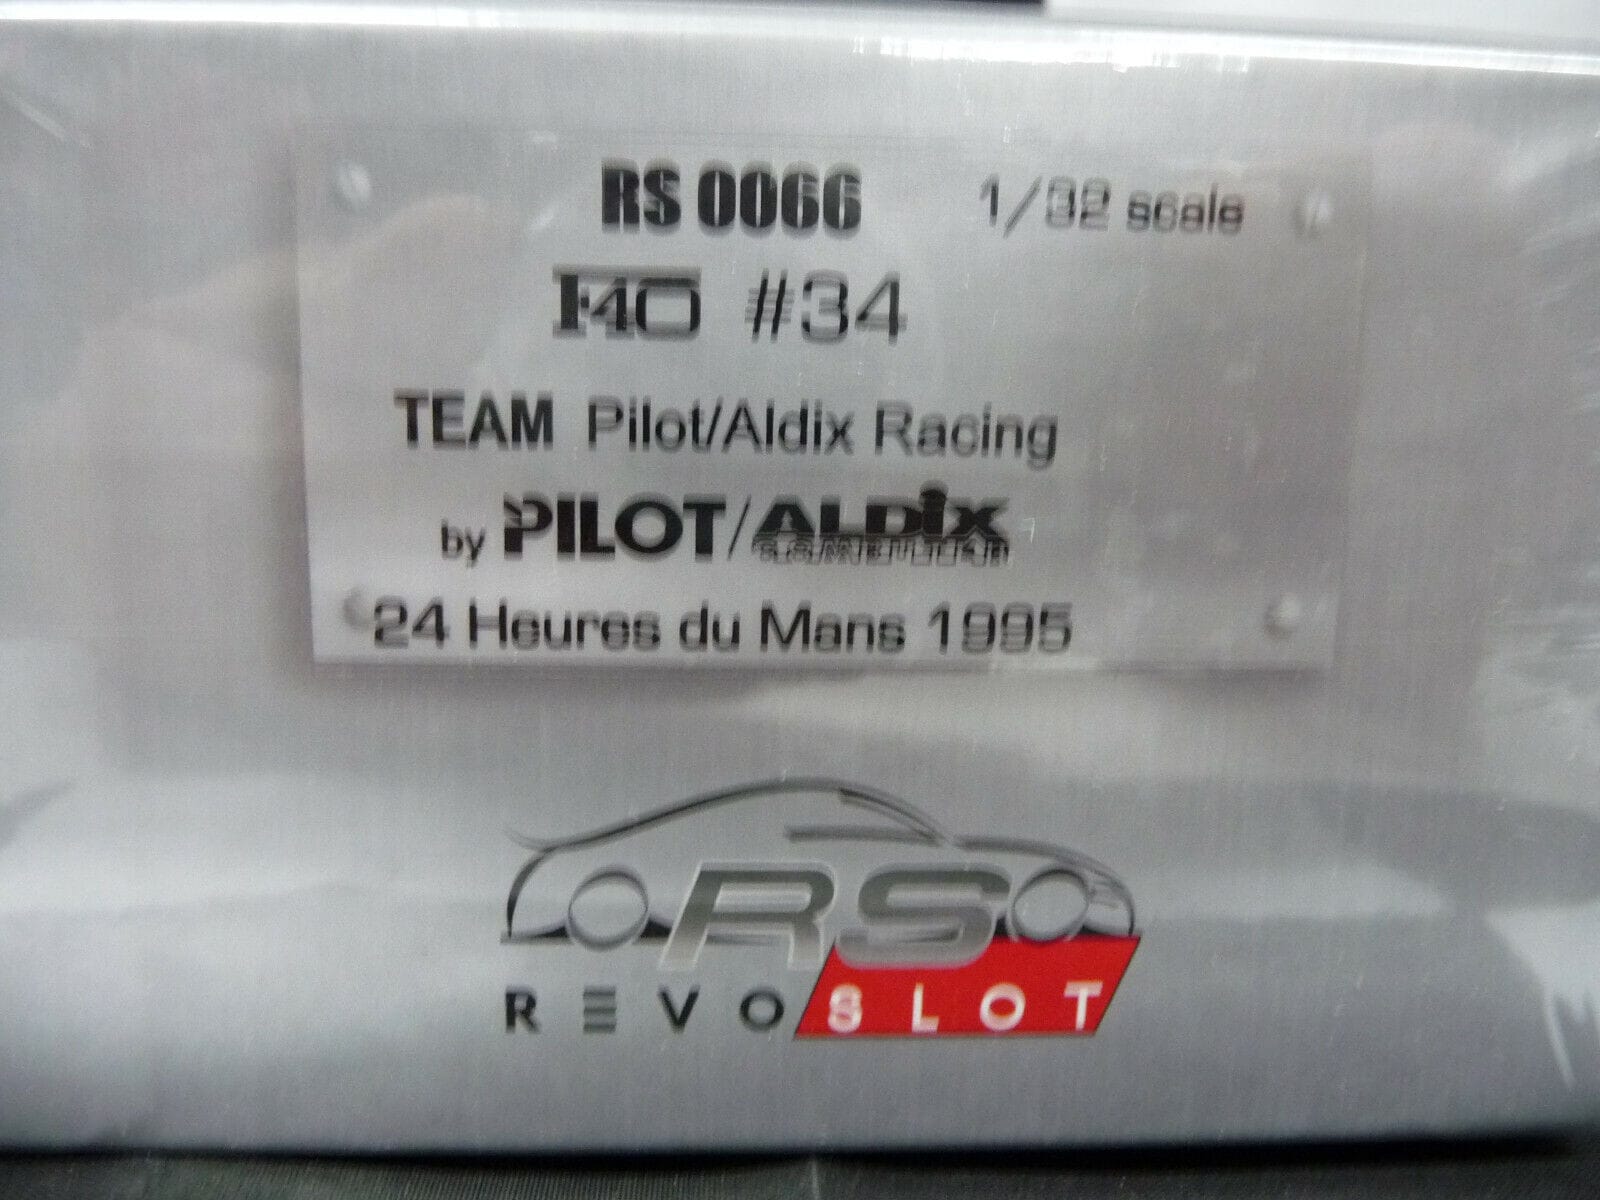 RS 0066 1/32 scale
F40 #34
TEAM Pilot/Aldix Racing
by PILOT/ALDiX
24 Heures du Mans 1995
RS
REVO SLOT